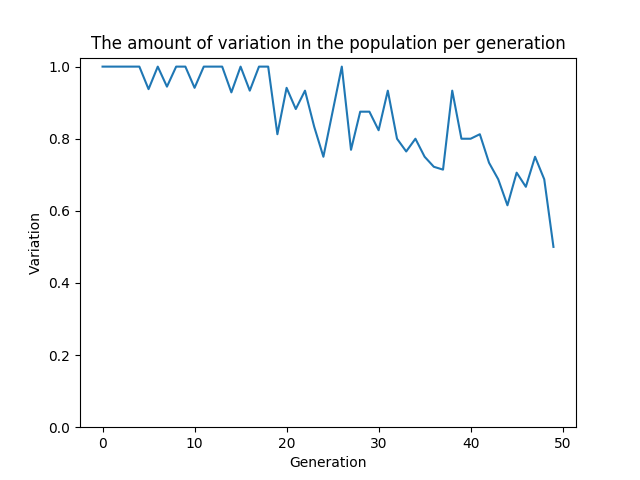 The amount of variation in the population per generation
1.0
0.8
0.6
0.4
0.2
0.0
Variation
0 10 20 30 40 50
Generation